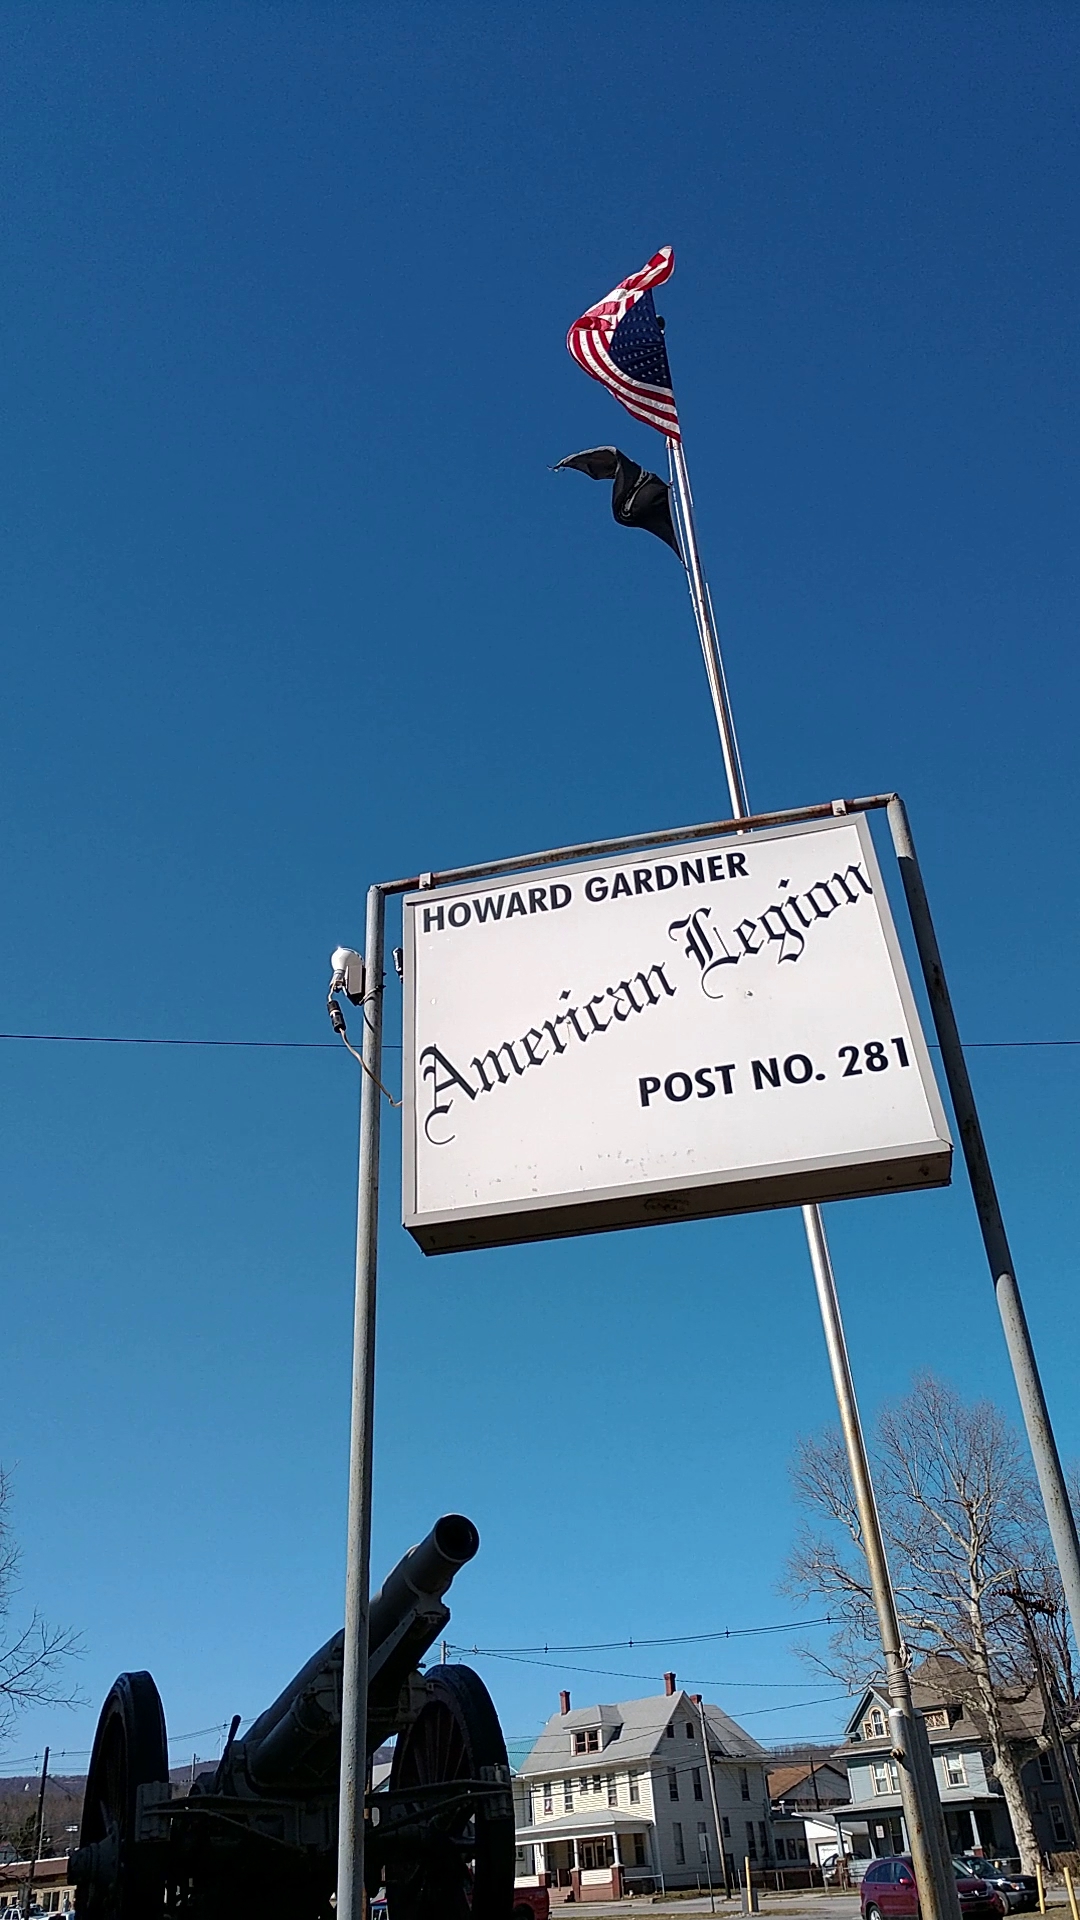 HOWARD GARDNER
American Legion
POST NO. 281